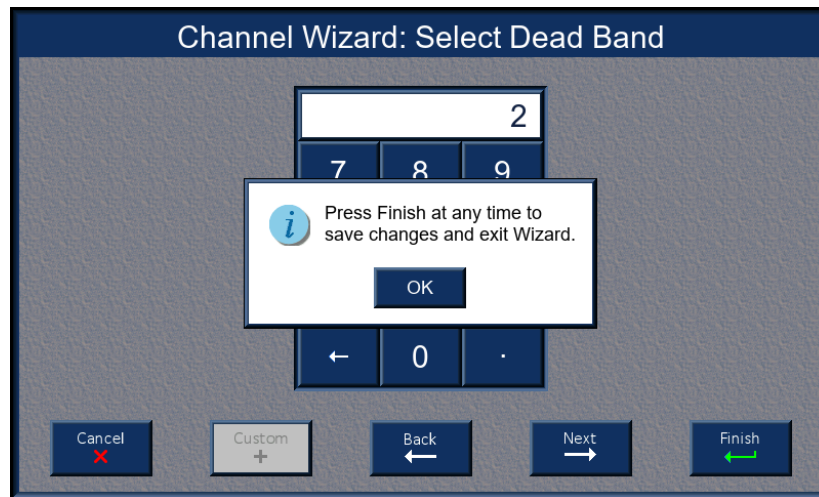 Channel Wizard: Select Dead Band
2
7 8 9
Press Finish at any time to
save changes and exit Wizard.
OK
← 0 .
Cancel
Custom
+
Back
←
Next
→
Finish